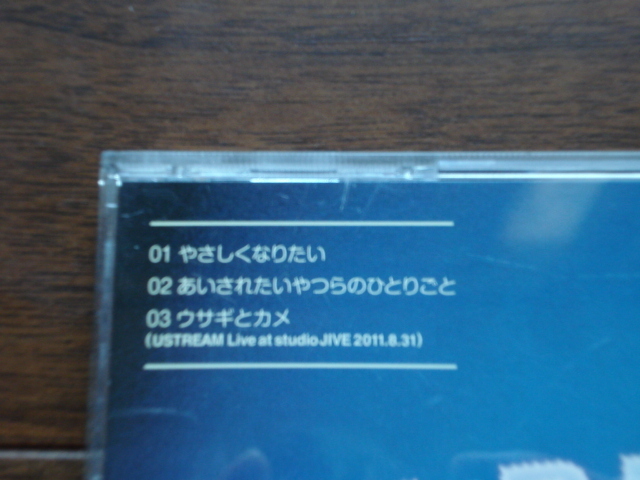 01 やさしくなりたい
02 あいされたいやつらのひとりごと
03 ウサギとカメ
(USTREAM Live at studio JIVE 2011.8.31)